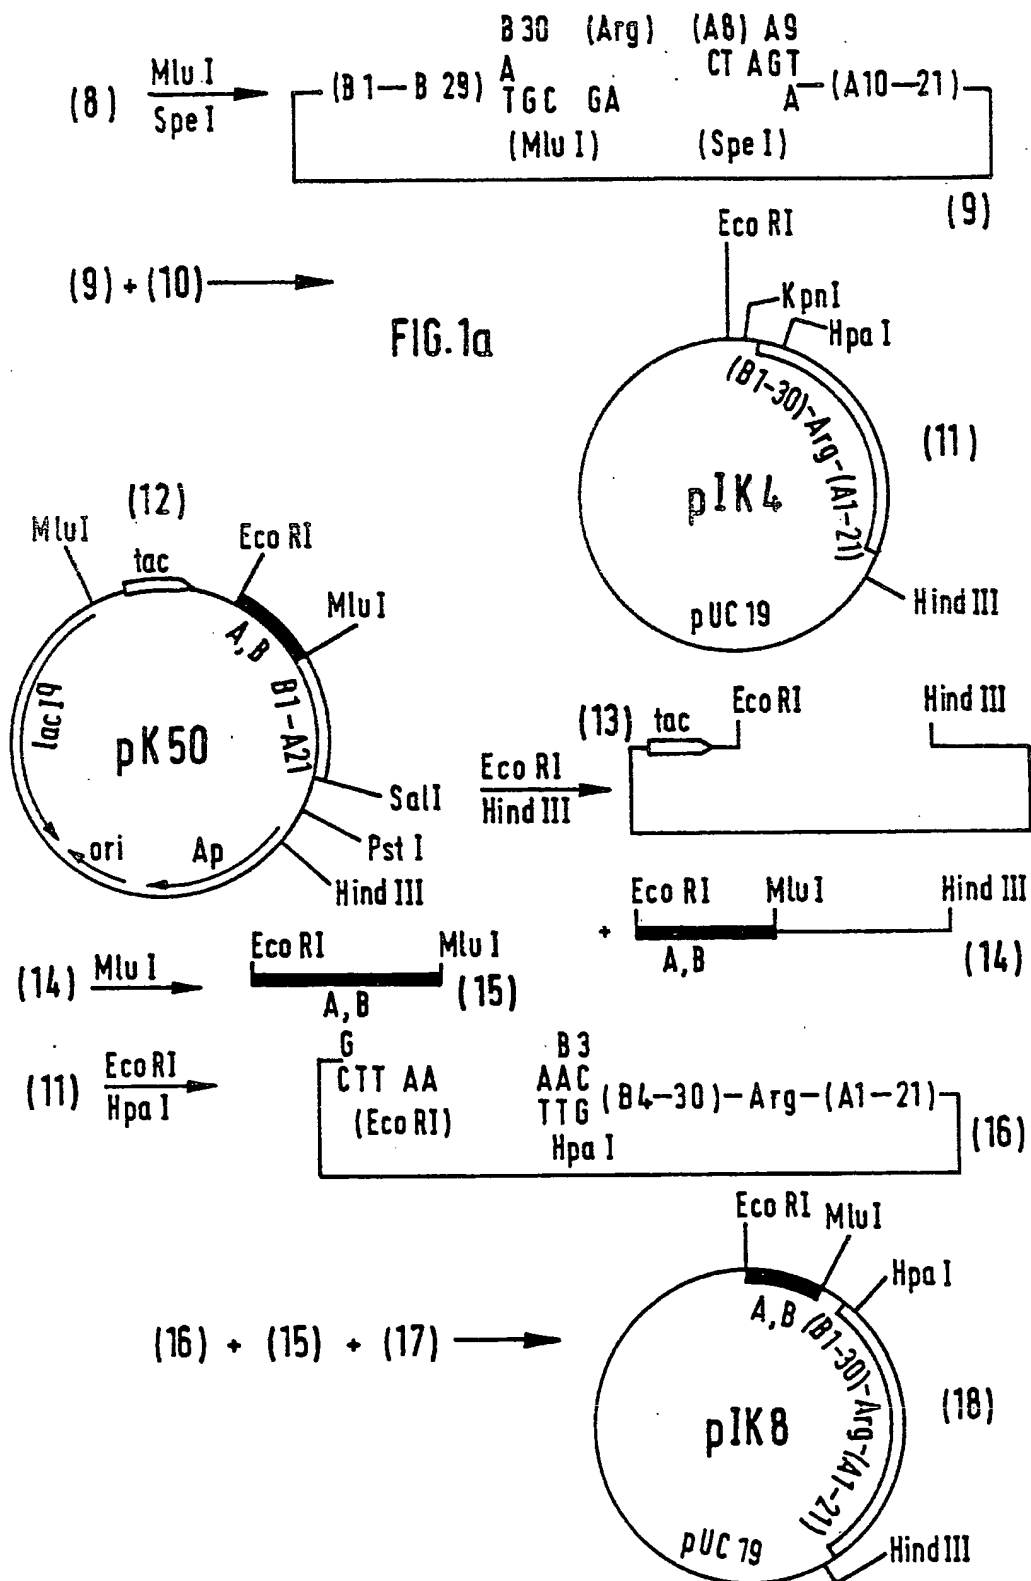 B 30 (Arg) (A8) A9
(8) Mlu I
Spe I
(B 1—B 29)
A
TGC GA
CT AGT
A
(A10—21)
(Mlu I) (Spe I)
(9)
(9) + (10)
FIG. 1a
Eco RI
Kpn I
Hpa I
(B1-30)-Arg-(A1-21)
(11)
pIK4
pUC 19
Hind III
(12)
Mlu I
tac
Eco RI
Mlu I
A, B
B1-A21
lac Iq
pK50
Sal I
Pst I
Hind III
ori
Ap
Eco RI
Hind III
(13)
tac
Eco RI
Hind III
+
Eco RI Mlu I Hind III
A, B
(14)
(14) Mlu I
Eco RI Mlu I
A, B
(15)
(11) Eco RI
Hpa I
G
CTT AA
(Eco RI)
B3
AAC
TTG
Hpa I
(B4—30)—Arg—(A1—21)
(16)
(16) + (15) + (17)
Eco RI
Mlu I
Hpa I
A, B
(B1-30)-Arg-(A1-21)
(18)
pIK8
pUC 19
Hind III